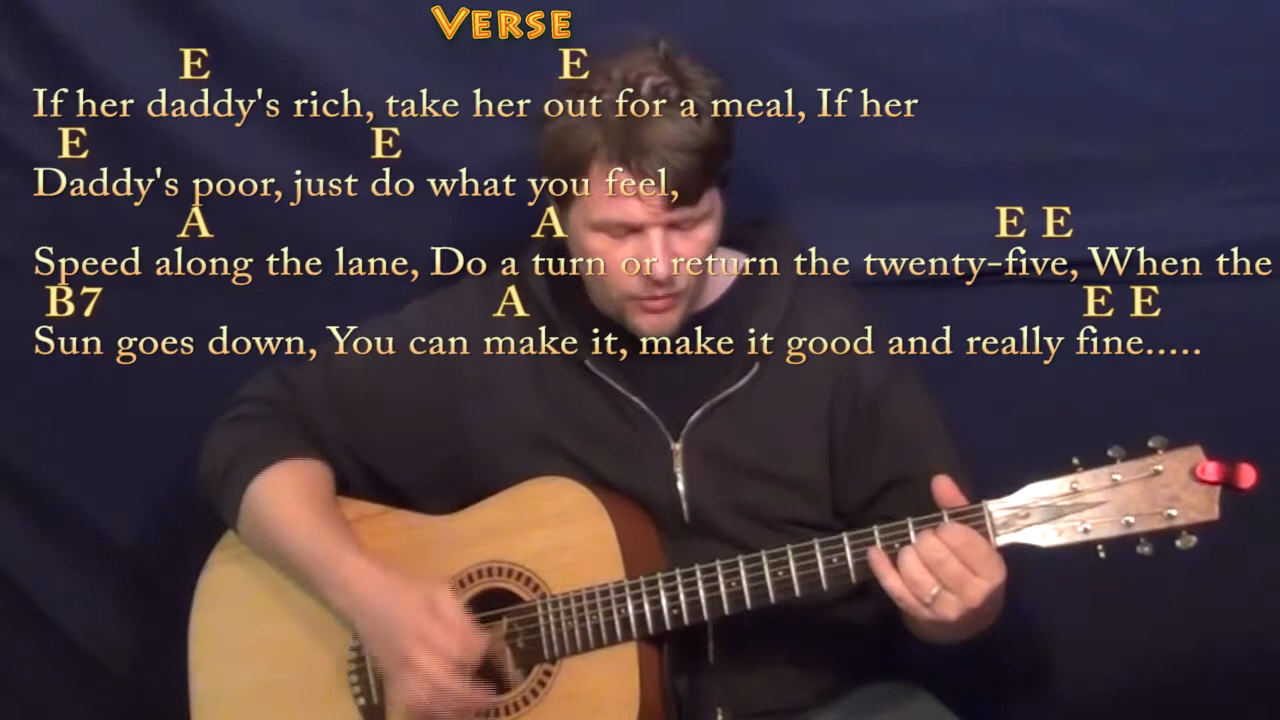 VERSE
E E
If her daddy's rich, take her out for a meal, If her
E E
Daddy's poor, just do what you feel,
A A E E
Speed along the lane, Do a turn or return the twenty-five, When the
B7 A E E
Sun goes down, You can make it, make it good and really fine.....